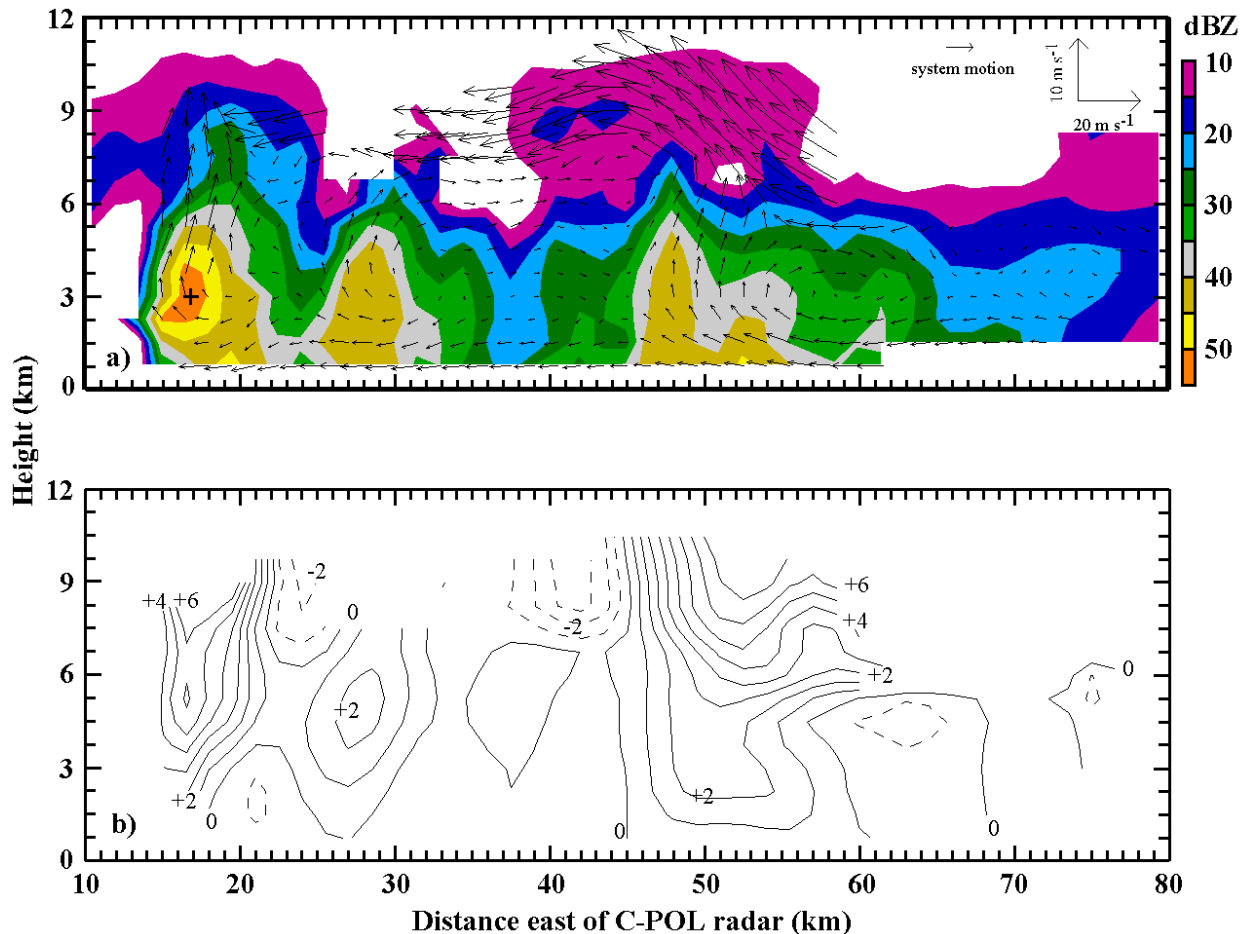 12 dBZ
10
system motion
10 m s-1
9
20 m s-1
20
6
30
3
40
a)
50
0
Height (km)
12
-2 +6
9
+4 +6
0 +4
-2
6
0
+2
+2
3
+2 +2
0
b) 0 0
0
10 20 30 40 50 60 70 80
Distance east of C-POL radar (km)